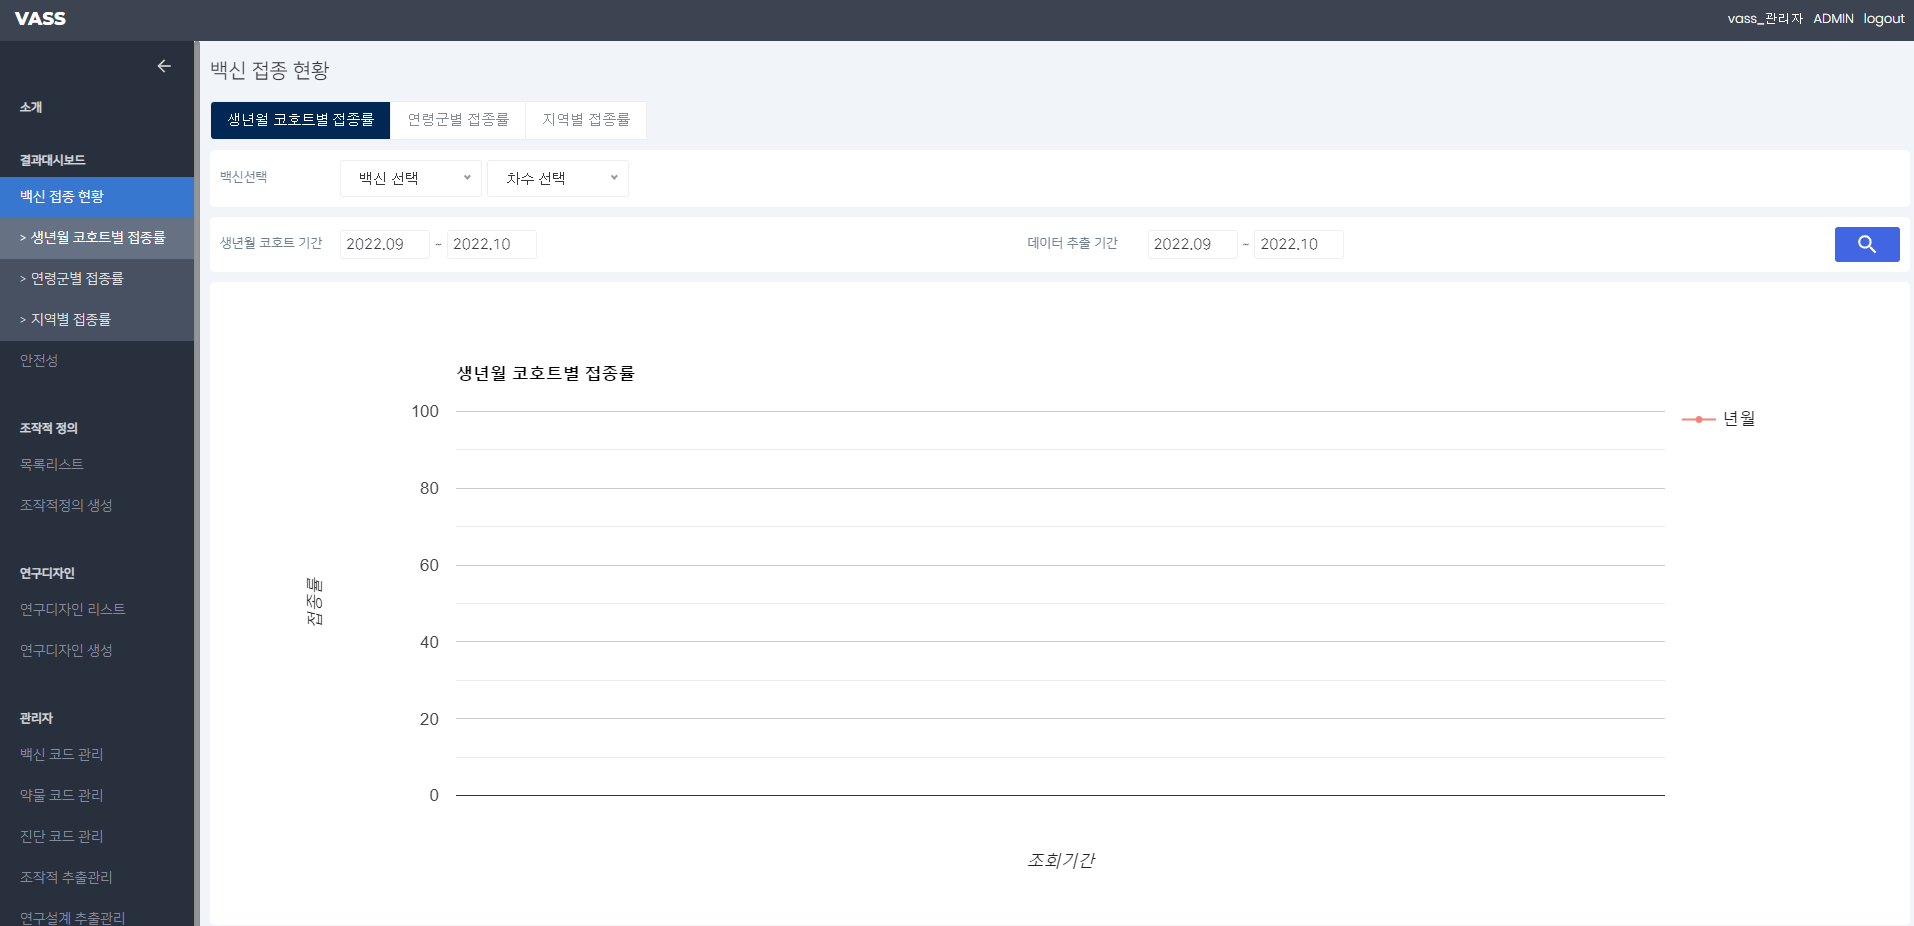 VASS
vass_관리자 ADMIN logout
소개
결과대시보드
백신 접종 현황
> 생년월 코호트별 접종률
> 연령군별 접종률
> 지역별 접종률
안전성
조작적 정의
목록리스트
조작적정의 생성
연구디자인
연구디자인 리스트
연구디자인 생성
관리자
백신 코드 관리
약물 코드 관리
진단 코드 관리
조작적 추출관리
연구설계 추출관리
백신 접종 현황
생년월 코호트별 접종률 연령군별 접종률 지역별 접종률
백신선택 백신 선택 차수 선택
생년월 코호트 기간 2022.09 ~ 2022.10 데이터 추출 기간 2022.09 ~ 2022.10
생년월 코호트별 접종률
100
80
60
40
20
0
접종률
년월
조회기간